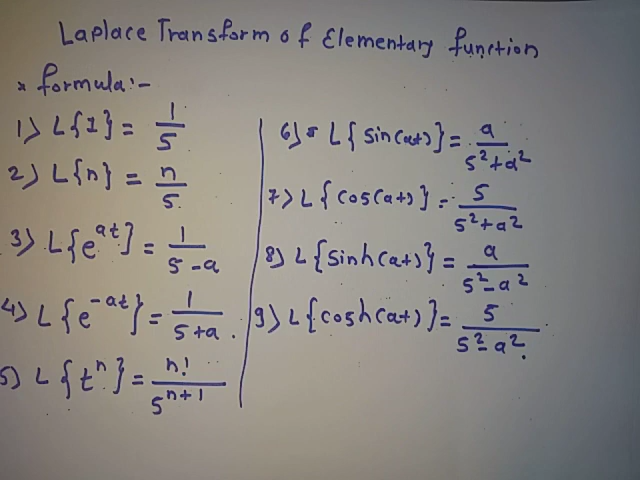 Laplace Transform of Elementary function
* formula:-
1) L{1} = 1/s
2) L{n} = n/s
3) L{e^at} = 1/(s-a)
4) L{e^-at} = 1/(s+a).
5) L{t^n} = n!/s^(n+1)
6) L{sin(at)} = a/(s²+a²)
7) L{cos(at)} = s/(s²+a²)
8) L{sinh(at)} = a/(s²-a²)
9) L{cosh(at)} = s/(s²-a²).